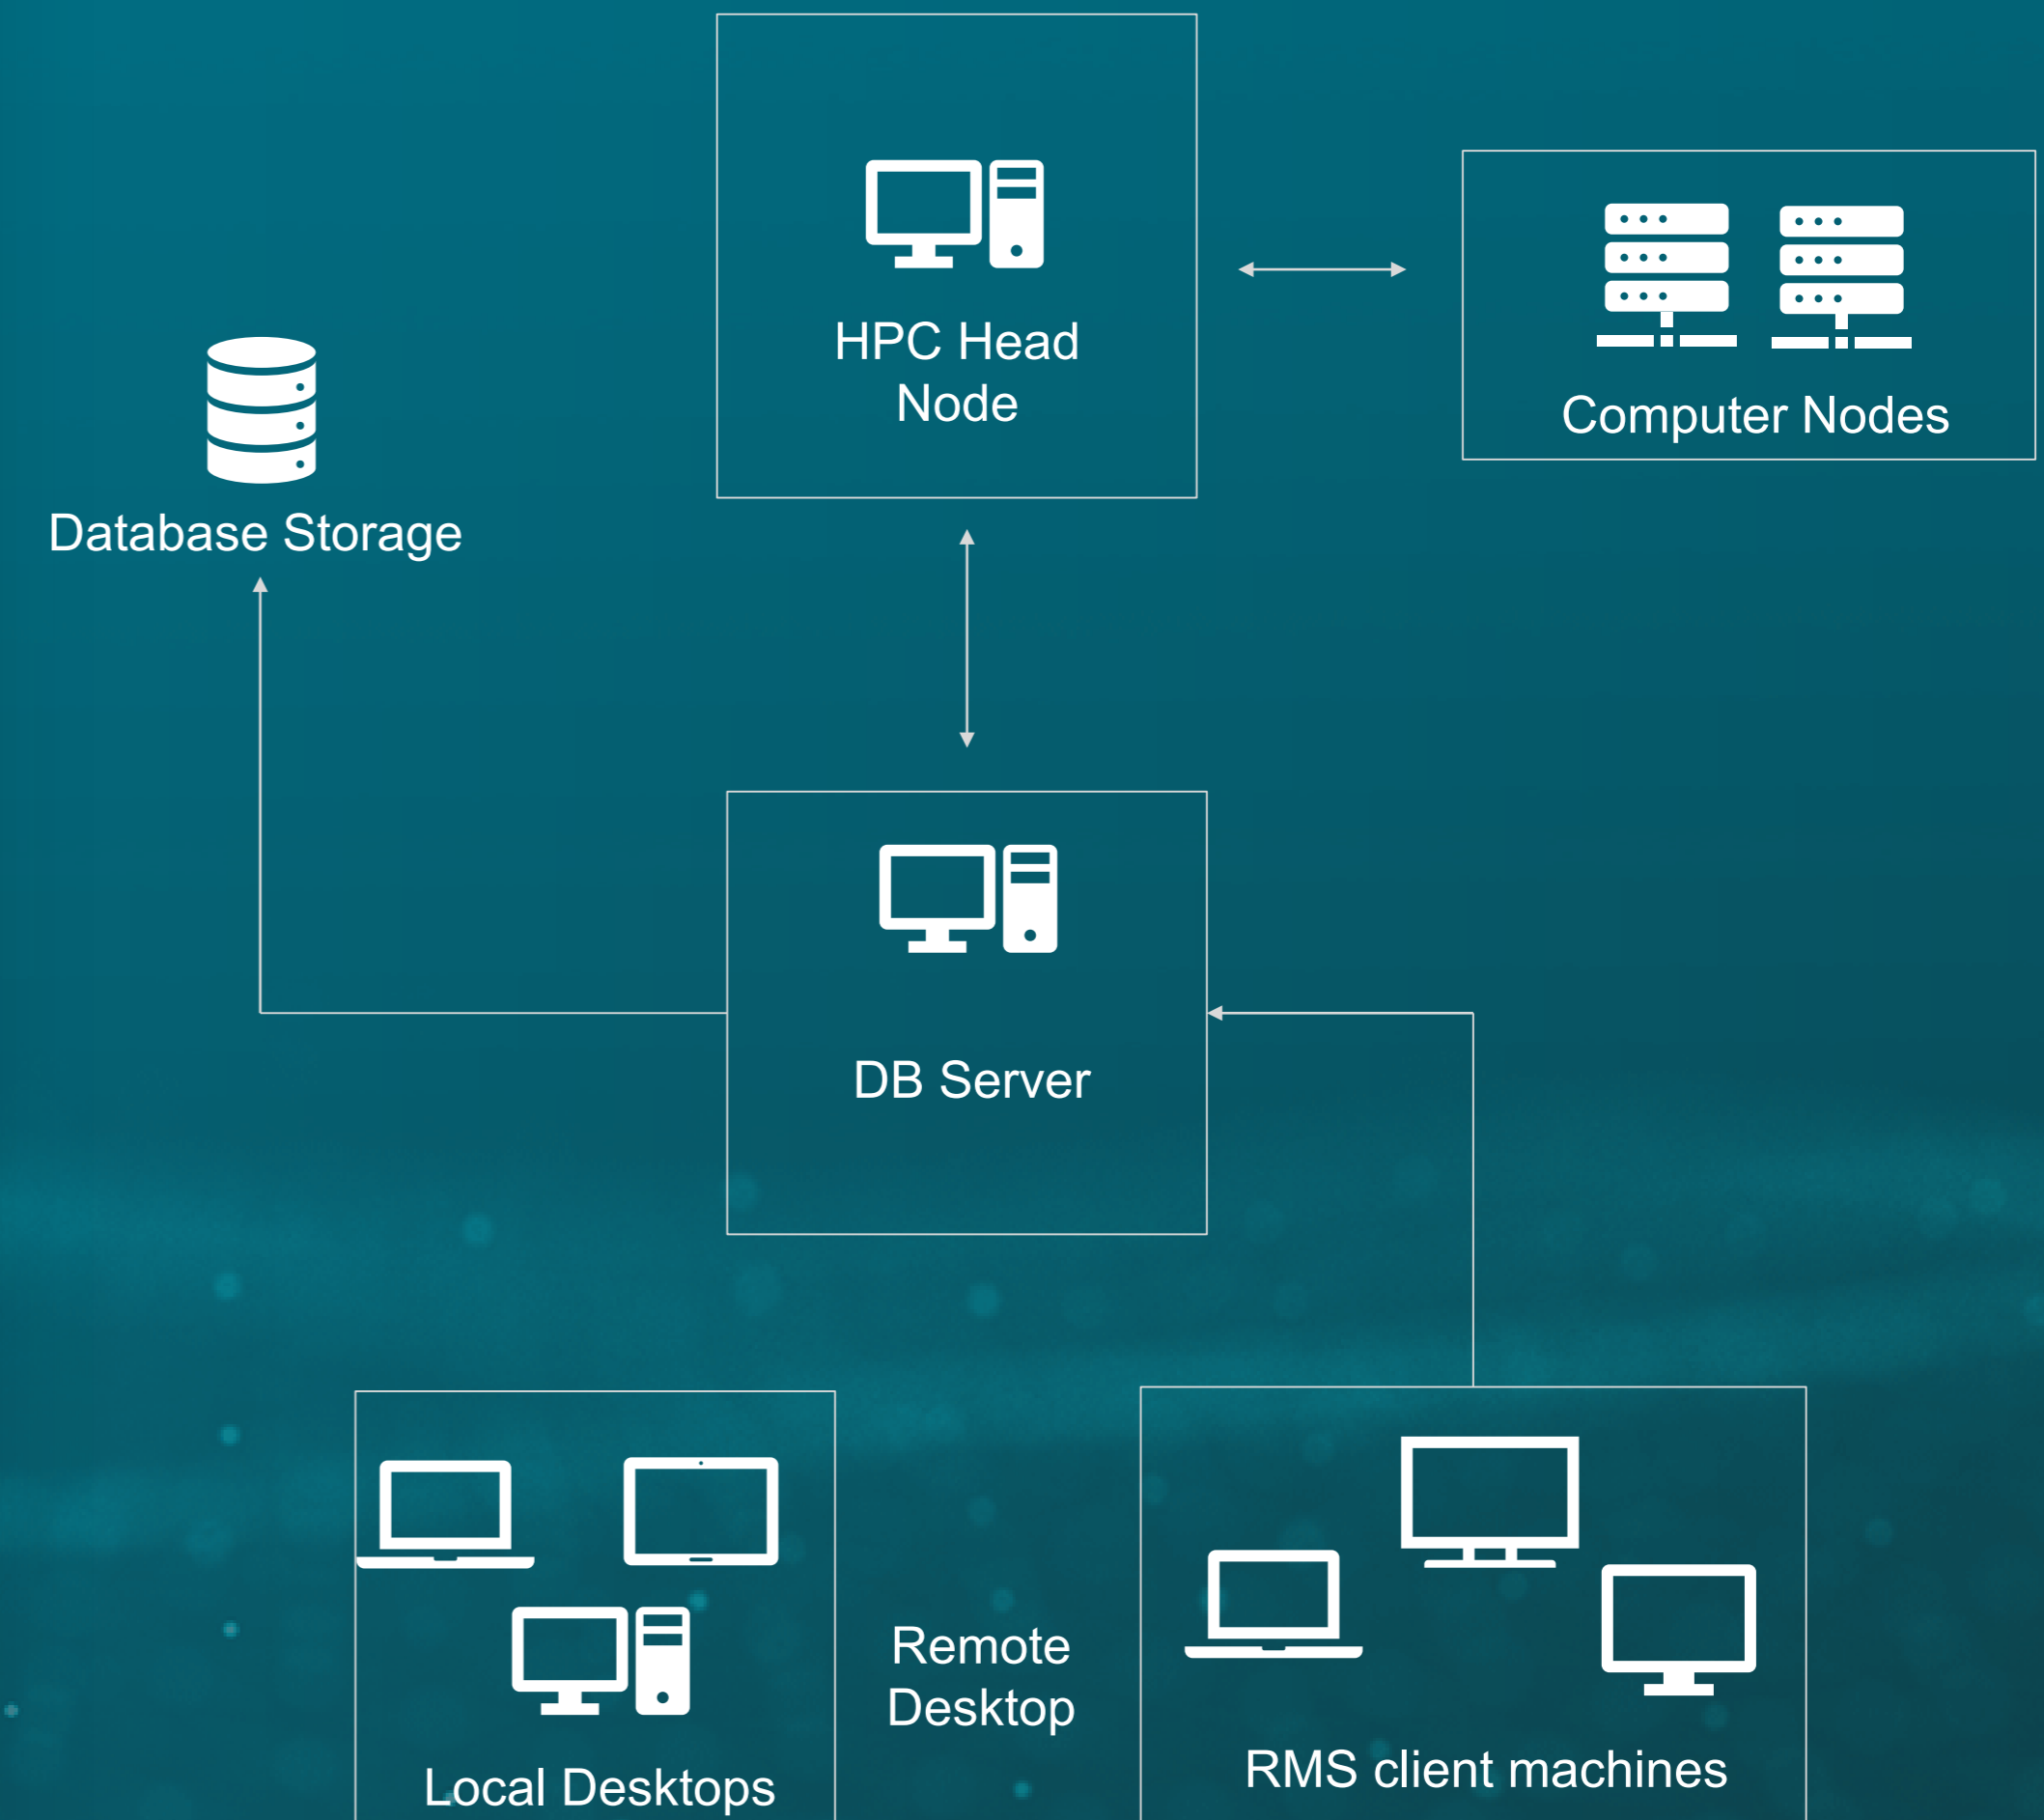 HPC Head
Node
Computer Nodes
Database Storage
DB Server
Remote
Desktop
Local Desktops
RMS client machines